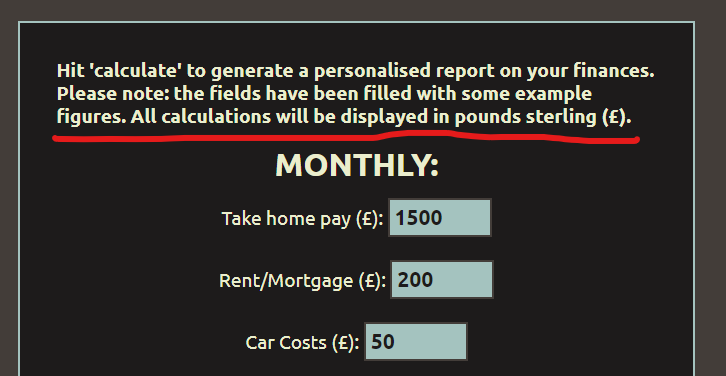 Hit 'calculate' to generate a personalised report on your finances.
Please note: the fields have been filled with some example
figures. All calculations will be displayed in pounds sterling (£).
MONTHLY:
Take home pay (£): 1500
Rent/Mortgage (£): 200
Car Costs (£): 50